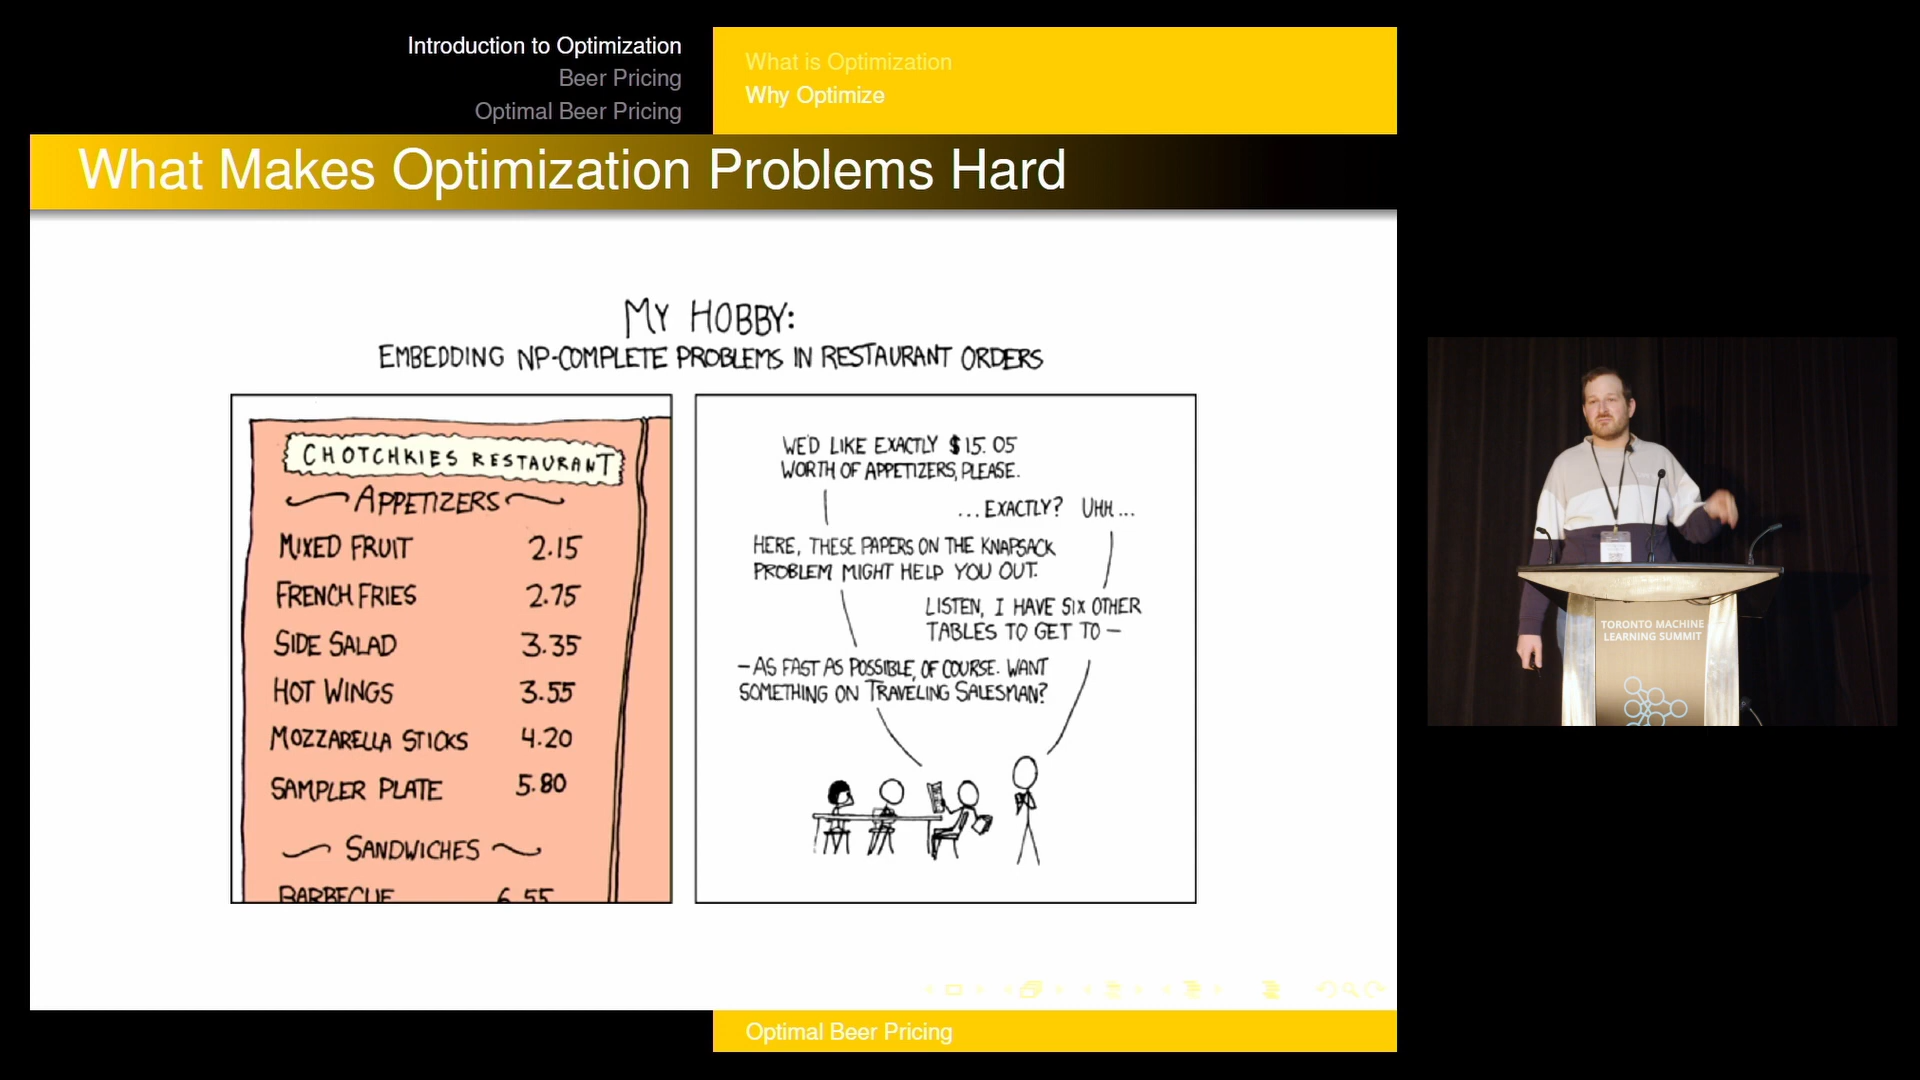 Introduction to Optimization
Beer Pricing
Optimal Beer Pricing
What is Optimization
Why Optimize
What Makes Optimization Problems Hard
MY HOBBY:
EMBEDDING NP-COMPLETE PROBLEMS IN RESTAURANT ORDERS
CHOTCHKIES RESTAURANT
APPETIZERS
MIXED FRUIT 2.15
FRENCH FRIES 2.75
SIDE SALAD 3.35
HOT WINGS 3.55
MOZZARELLA STICKS 4.20
SAMPLER PLATE 5.80
SANDWICHES
BARBECUE 6.55
WE'D LIKE EXACTLY $15.05
WORTH OF APPETIZERS, PLEASE.
...EXACTLY? UHH...
HERE, THESE PAPERS ON THE KNAPSACK
PROBLEM MIGHT HELP YOU OUT.
LISTEN, I HAVE SIX OTHER
TABLES TO GET TO —
—AS FAST AS POSSIBLE, OF COURSE. WANT
SOMETHING ON TRAVELING SALESMAN?
Optimal Beer Pricing
TORONTO MACHINE
LEARNING SUMMIT